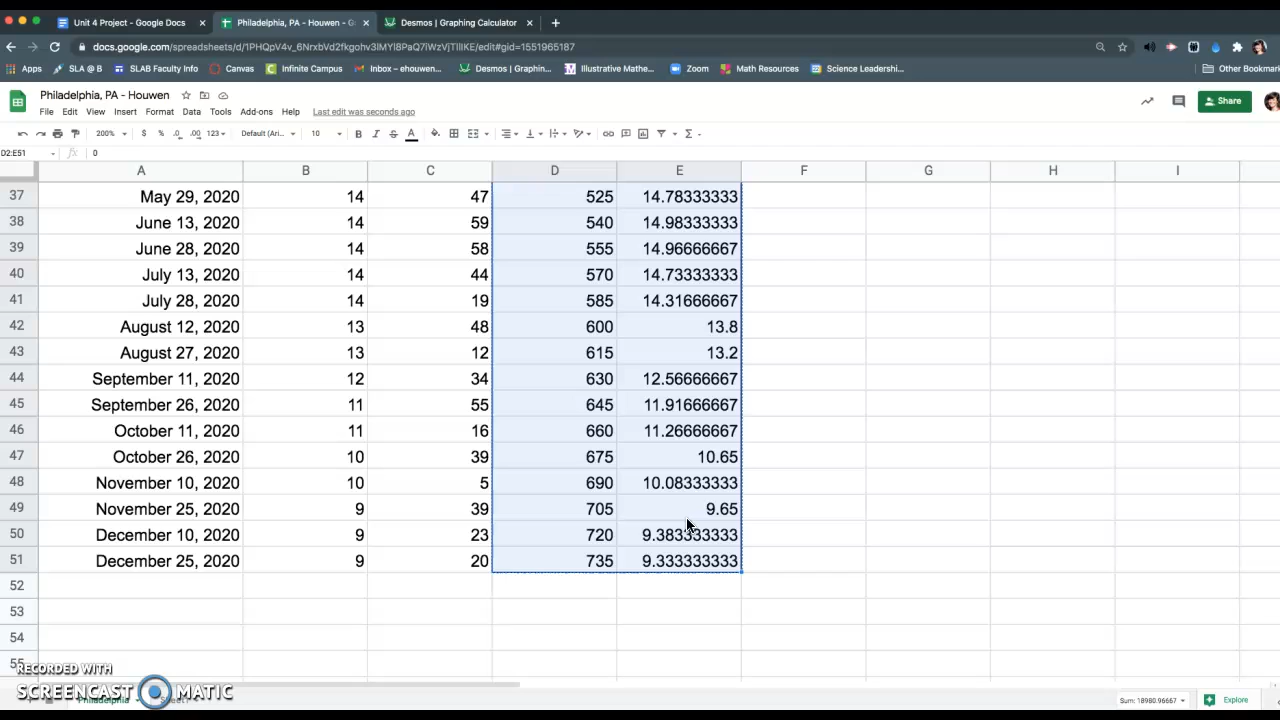 Unit 4 Project - Google Docs × Philadelphia, PA - Houwen - G × Desmos | Graphing Calculator × +
docs.google.com/spreadsheets/d/
Apps SLA @ B SLAB Faculty Info Canvas Infinite Campus Inbox – ehouwen... Desmos | Graphin... Illustrative Mathe... Zoom Math Resources Science Leadershi... Other Bookmar
Philadelphia, PA - Houwen
Share
File Edit View Insert Format Data Tools Add-ons Help Last edit was seconds ago
200% $ % .0 .00 123 Default (Ari... 10 B I S A Σ
D2:E51 fx 0
A B C D E F G H I
37 May 29, 2020 14 47 525 14.78333333
38 June 13, 2020 14 59 540 14.98333333
39 June 28, 2020 14 58 555 14.96666667
40 July 13, 2020 14 44 570 14.73333333
41 July 28, 2020 14 19 585 14.31666667
42 August 12, 2020 13 48 600 13.8
43 August 27, 2020 13 12 615 13.2
44 September 11, 2020 12 34 630 12.56666667
45 September 26, 2020 11 55 645 11.91666667
46 October 11, 2020 11 16 660 11.26666667
47 October 26, 2020 10 39 675 10.65
48 November 10, 2020 10 5 690 10.08333333
49 November 25, 2020 9 39 705 9.65
50 December 10, 2020 9 23 720 9.383333333
51 December 25, 2020 9 20 735 9.333333333
52
53
54
55
RECORDED WITH
SCREENCAST MATIC
Philadelphia Sum: 18980.96667 Explore